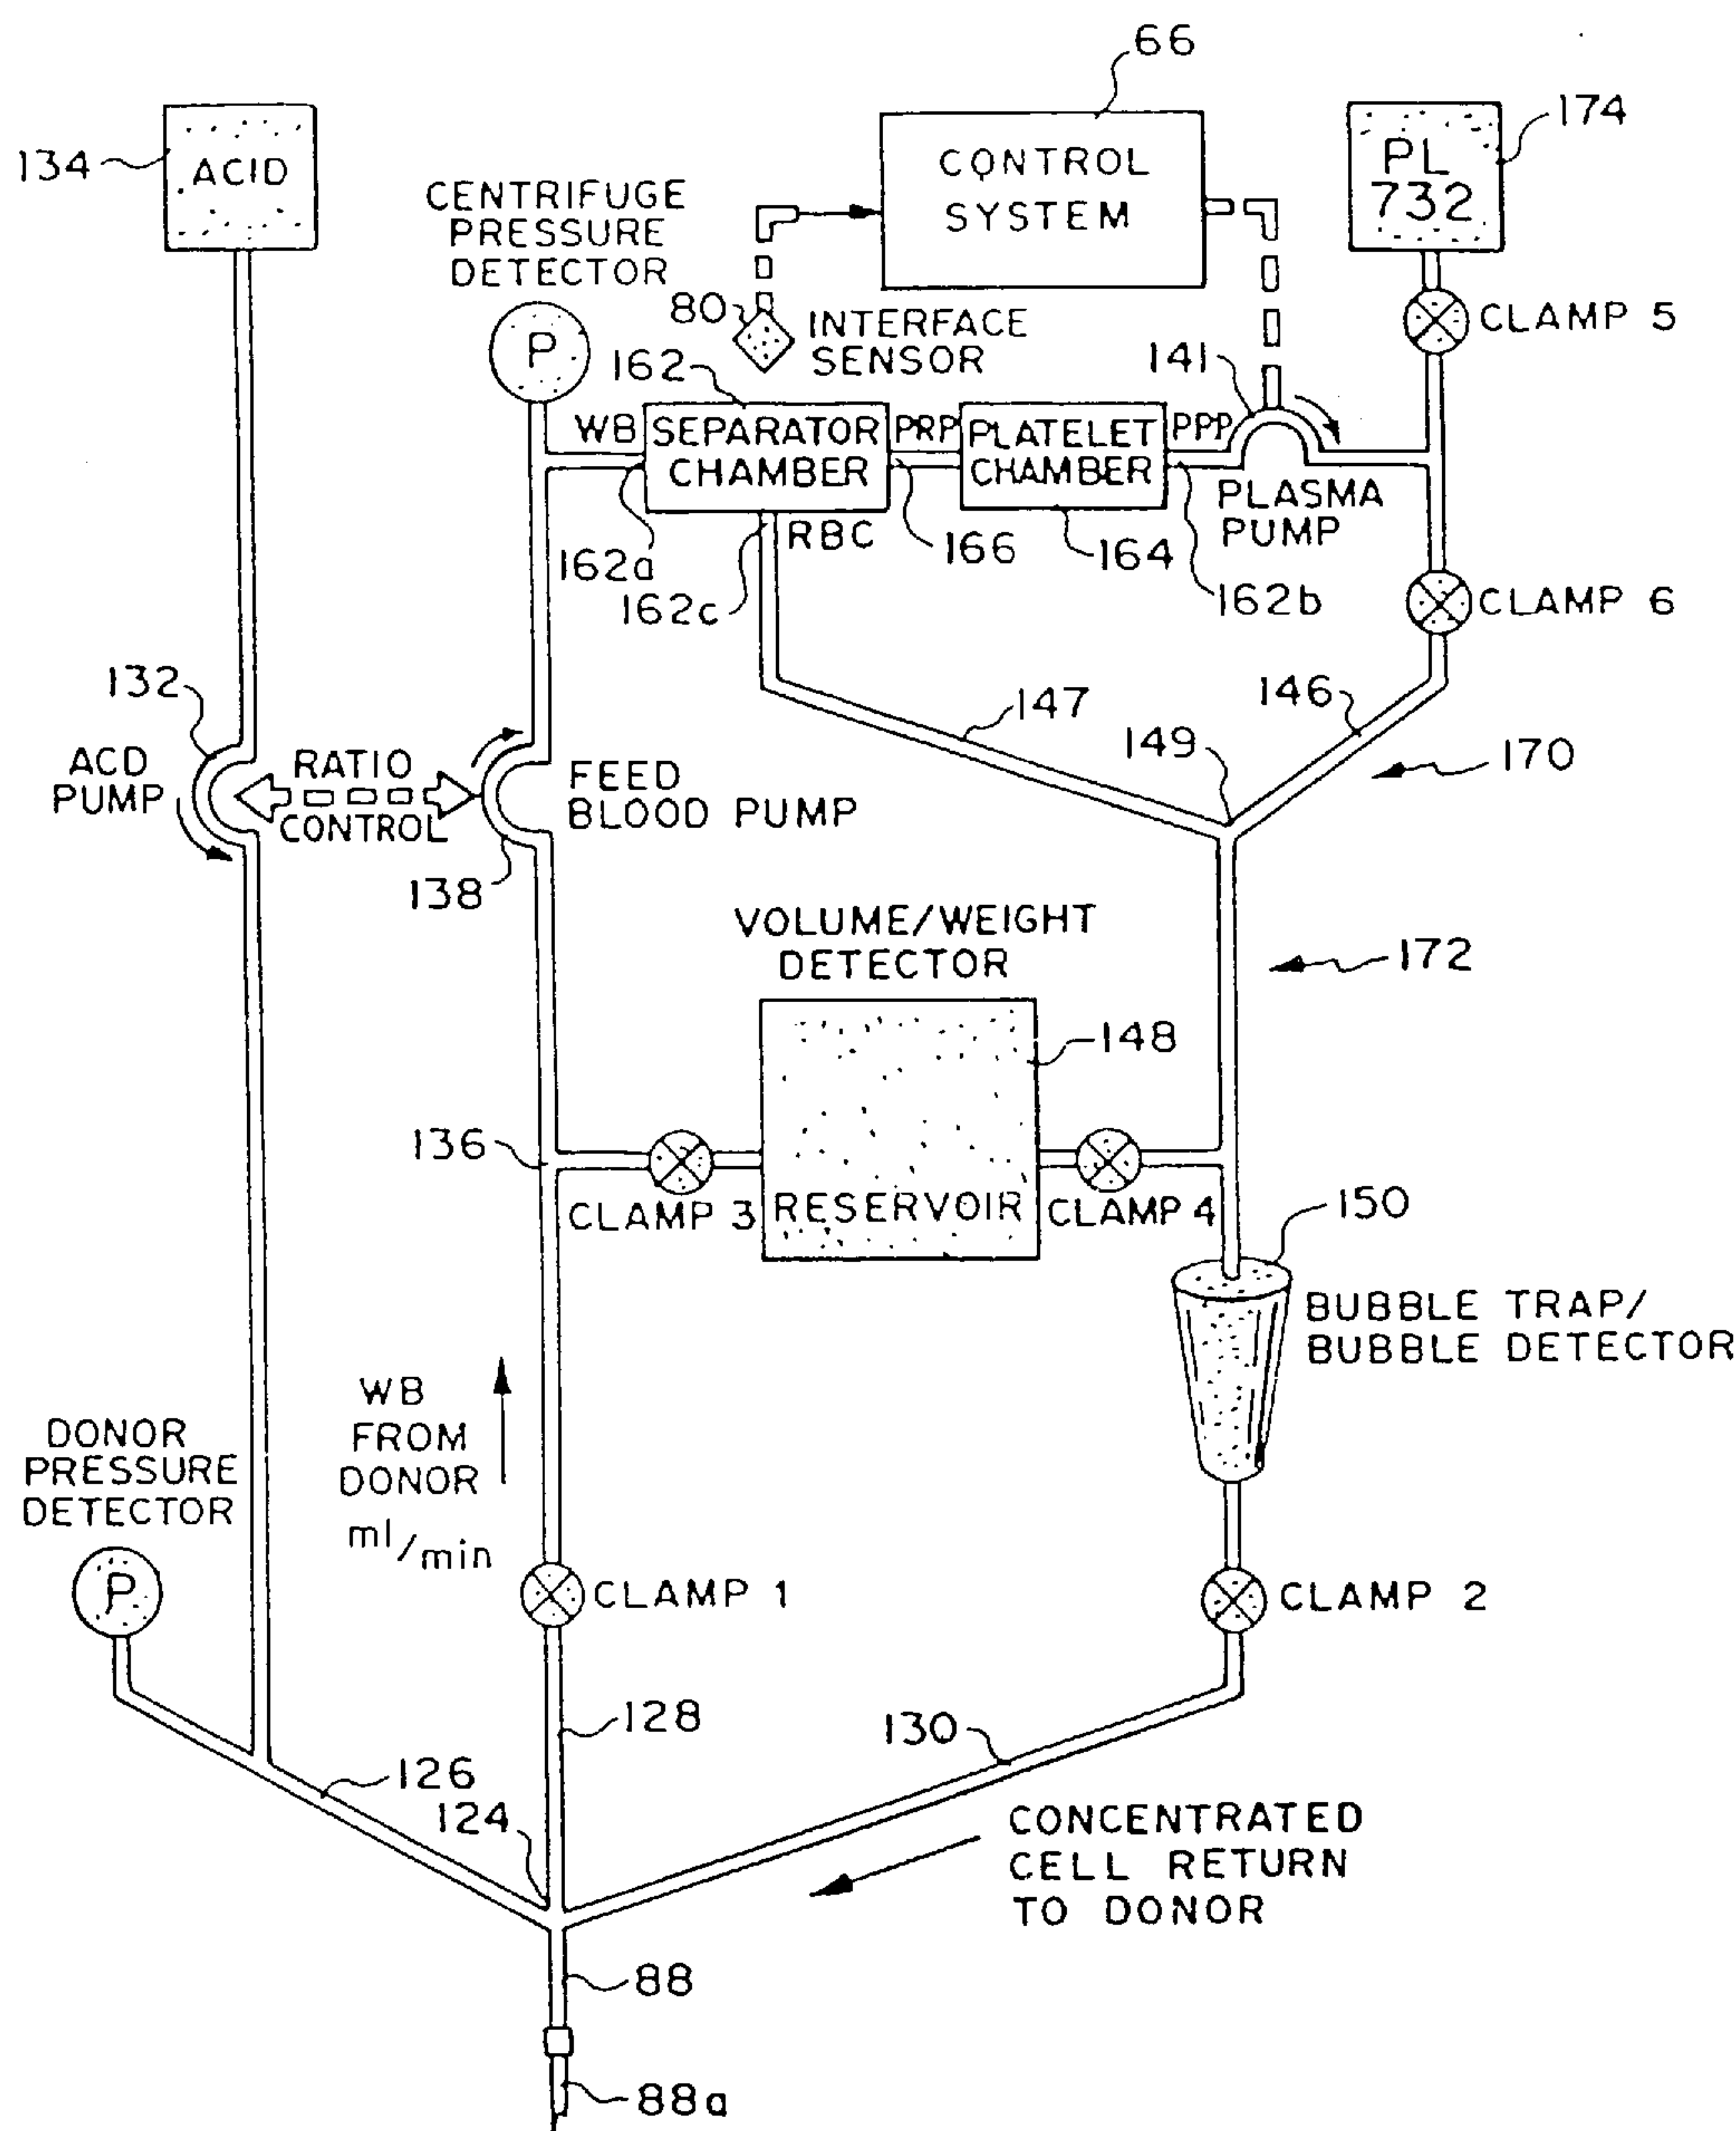 66
134
ACID
CONTROL
SYSTEM
PL
732
174
CENTRIFUGE
PRESSURE
DETECTOR
P
80
INTERFACE
SENSOR
CLAMP 5
162
141
WB
SEPARATOR
CHAMBER
PRP
PLATELET
CHAMBER
PPP
PLASMA
PUMP
162a
162c
RBC
166
164
162b
CLAMP 6
132
ACD
PUMP
RATIO
CONTROL
FEED
BLOOD PUMP
138
147
149
146
170
172
VOLUME/WEIGHT
DETECTOR
148
136
CLAMP 3
RESERVOIR
CLAMP 4
150
BUBBLE TRAP/
BUBBLE DETECTOR
WB
FROM
DONOR
ml/min
DONOR
PRESSURE
DETECTOR
P
CLAMP 1
CLAMP 2
128
130
126
124
CONCENTRATED
CELL RETURN
TO DONOR
88
88a